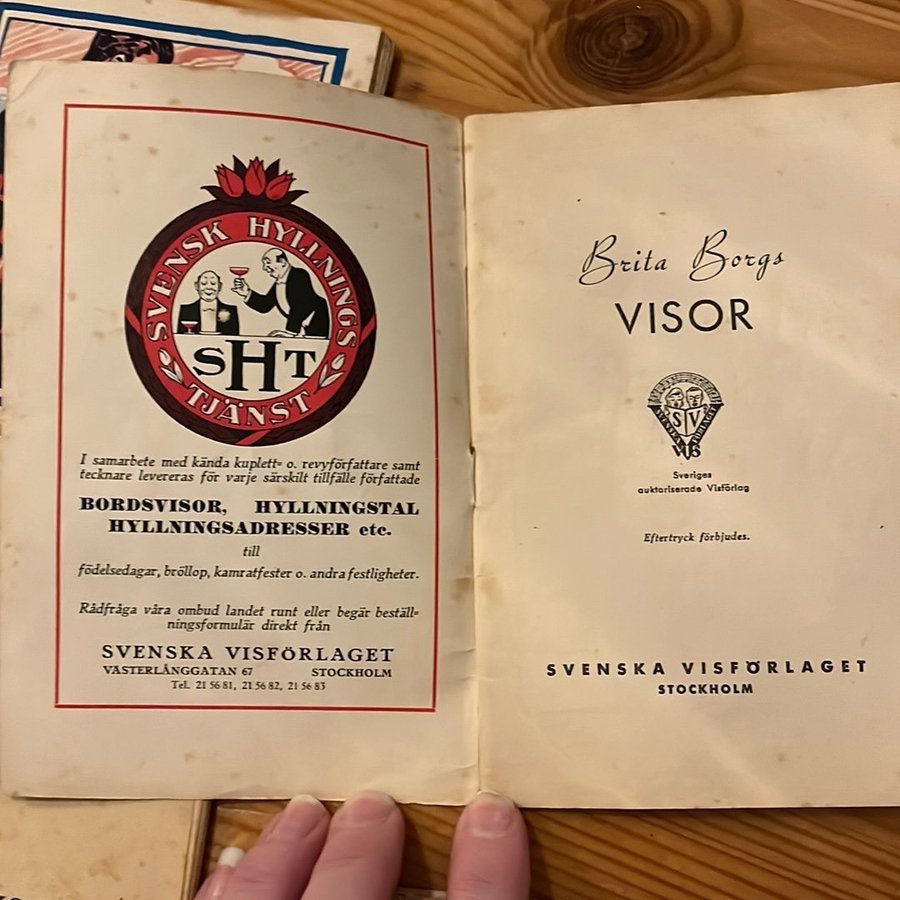 SVENSK HYLLNINGS
TJÄNST
SHT
I samarbete med kända kuplett= o. revyförfattare samt
tecknare levereras för varje särskilt tillfälle författade
BORDSVISOR, HYLLNINGSTAL
HYLLNINGSADRESSER etc.
till
födelsedagar, bröllop, kamratfester o. andra festligheter.
Rådfråga våra ombud landet runt eller begär beställ=
ningsformulär direkt från
SVENSKA VISFÖRLAGET
VÄSTERLÅNGGATAN 67 STOCKHOLM
Tel. 21 56 81, 21 56 82, 21 56 83
Brita Borgs
VISOR
SV
SVENSKA VISFÖRLAGET
Sveriges
auktoriserade Visförlag
Eftertryck förbjudes.
SVENSKA VISFÖRLAGET
STOCKHOLM